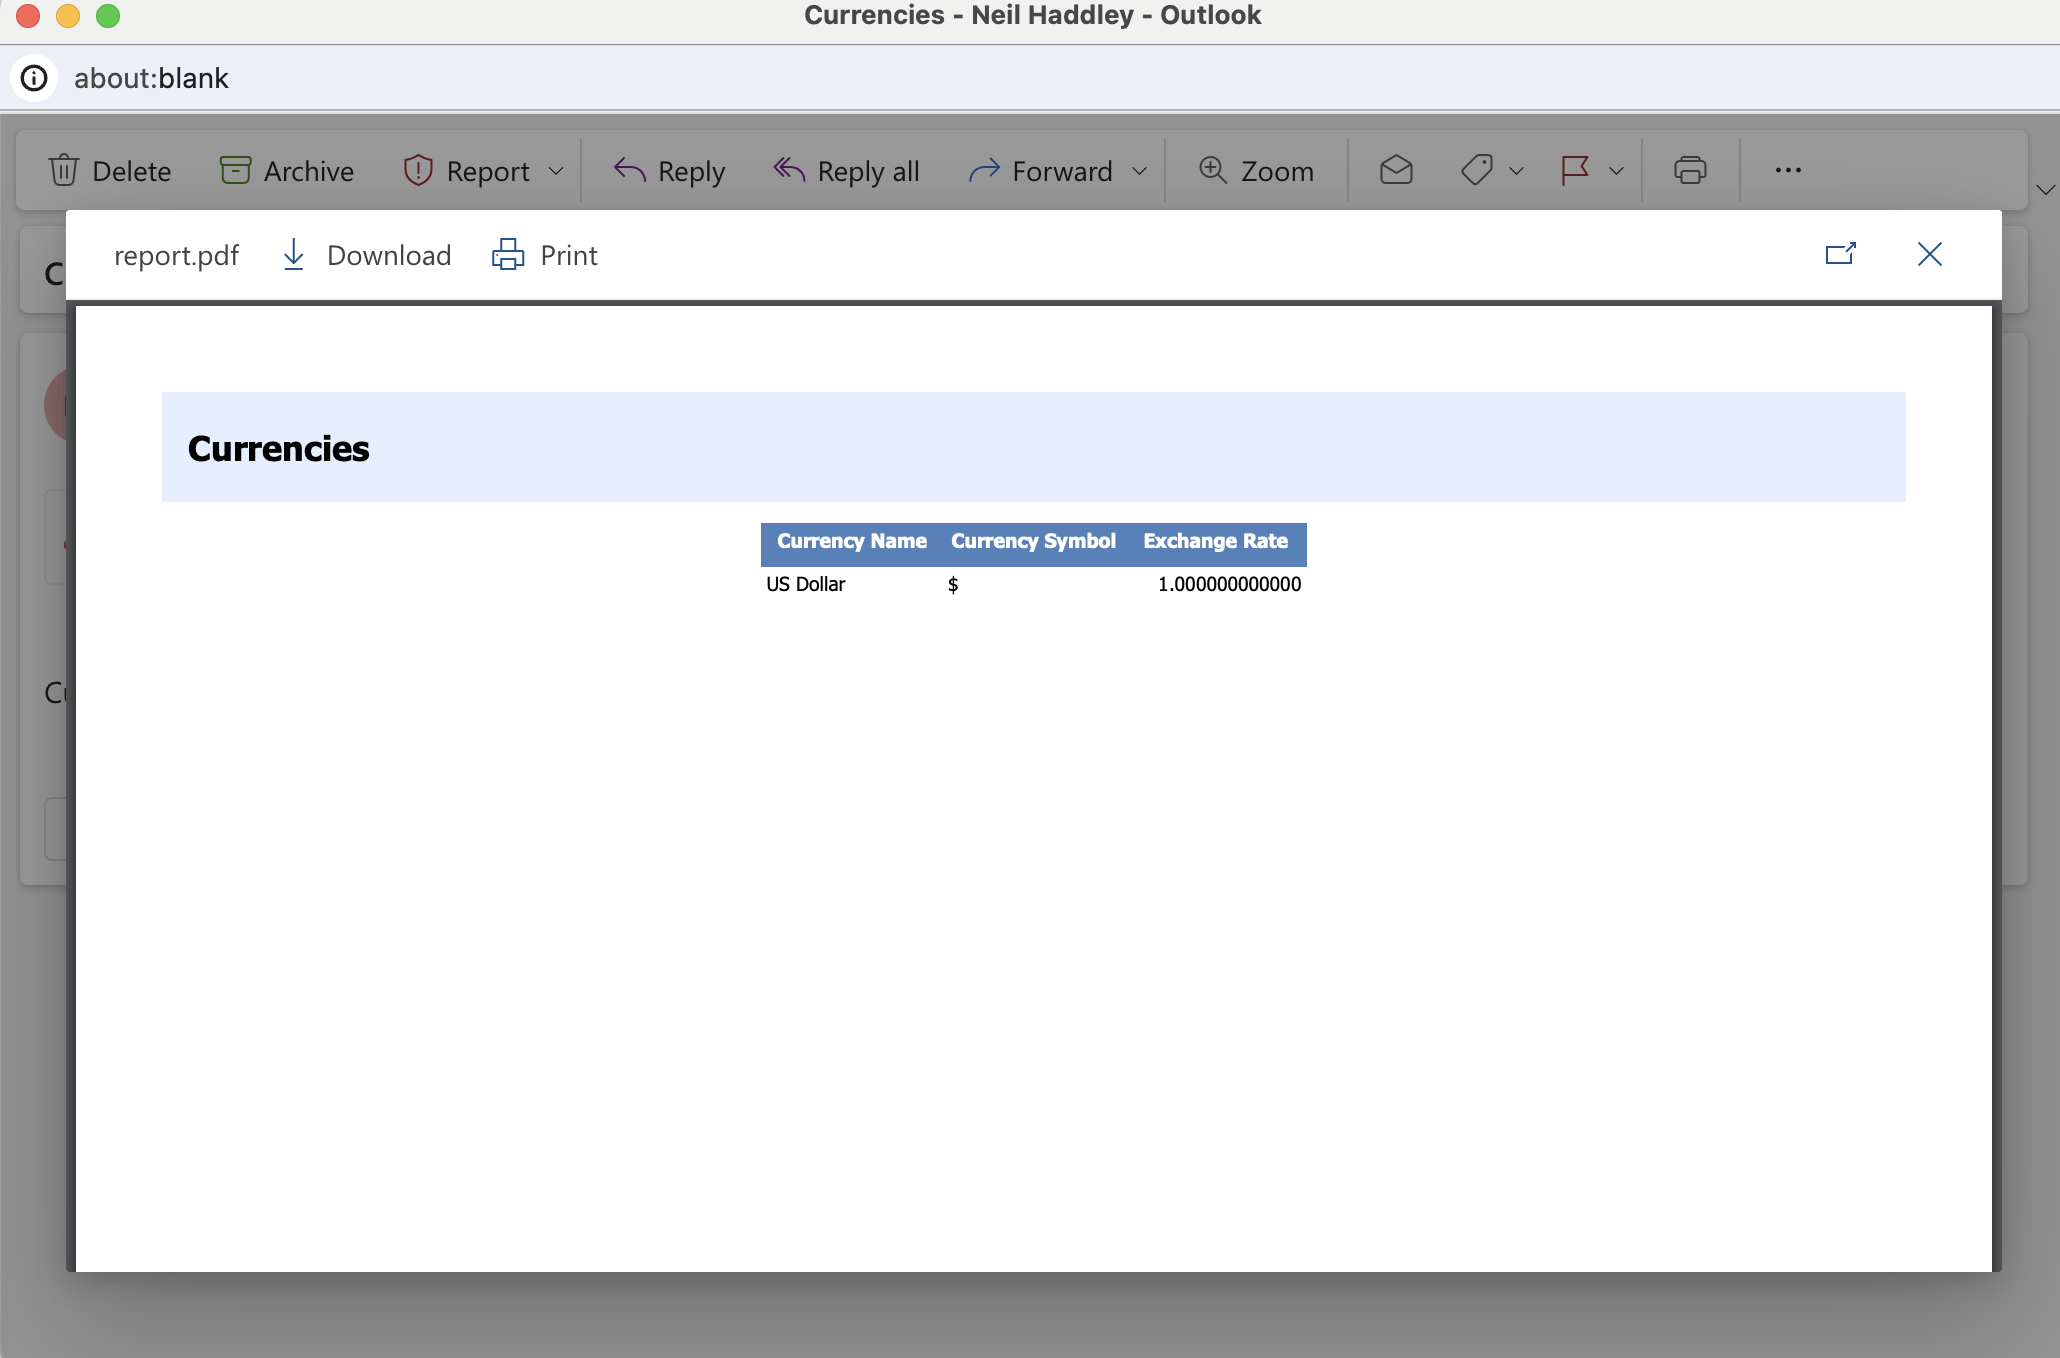 Currencies - Neil Haddley - Outlook
about:blank
Delete Archive Report Reply Reply all Forward Zoom
report.pdf Download Print
Currencies
Currency Name Currency Symbol Exchange Rate
US Dollar $ 1.000000000000